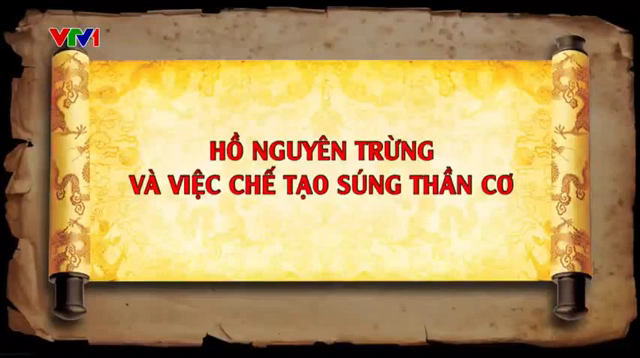 VTV1
HỒ NGUYÊN TRỪNG
VÀ VIỆC CHẾ TẠO SÚNG THẦN CƠ